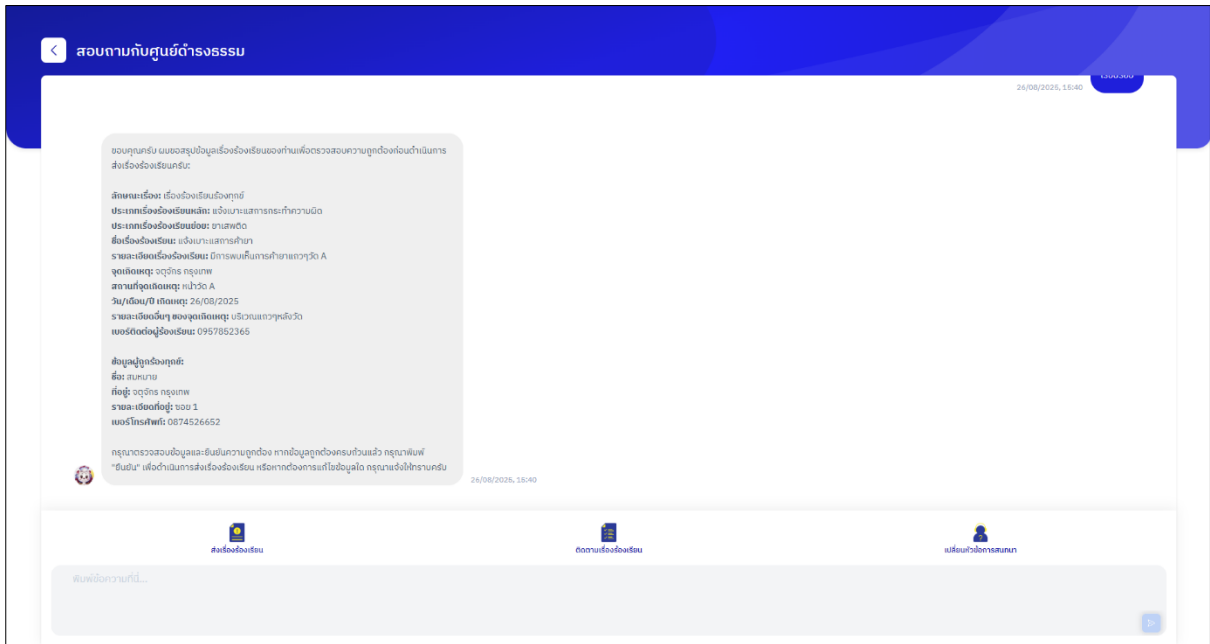 สอบถามกับศูนย์ดำรงธรรม
เรียบร้อย
26/08/2025, 15:40
ขอบคุณครับ ผมขอสรุปข้อมูลเรื่องร้องเรียนของท่านเพื่อตรวจสอบความถูกต้องก่อนดำเนินการ
ส่งเรื่องร้องเรียนครับ:
ลักษณะเรื่อง: เรื่องร้องเรียนร้องทุกข์
ประเภทเรื่องร้องเรียนหลัก: แจ้งเบาะแสการกระทำความผิด
ประเภทเรื่องร้องเรียนย่อย: ยาเสพติด
ชื่อเรื่องร้องเรียน: แจ้งเบาะแสการค้ายา
รายละเอียดเรื่องร้องเรียน: มีการพบเห็นการค้ายาแถวๆวัด A
จุดเกิดเหตุ: จตุจักร กรุงเทพ
สถานที่จุดเกิดเหตุ: หน้าวัด A
วัน/เดือน/ปี เกิดเหตุ: 26/08/2025
รายละเอียดอื่นๆ ของจุดเกิดเหตุ: บริเวณแถวๆหลังวัด
เบอร์ติดต่อผู้ร้องเรียน: 0957852365
ข้อมูลผู้ถูกร้องทุกข์:
ชื่อ: สมหมาย
ที่อยู่: จตุจักร กรุงเทพ
รายละเอียดที่อยู่: ซอย 1
เบอร์โทรศัพท์: 0874526652
กรุณาตรวจสอบข้อมูลและยืนยันความถูกต้อง หากข้อมูลถูกต้องครบถ้วนแล้ว กรุณาพิมพ์
"ยืนยัน" เพื่อดำเนินการส่งเรื่องร้องเรียน หรือหากต้องการแก้ไขข้อมูลใด กรุณาแจ้งให้ทราบครับ
26/08/2025, 15:40
ส่งเรื่องร้องเรียน
ติดตามเรื่องร้องเรียน
เปลี่ยนหัวข้อการสนทนา
พิมพ์ข้อความที่นี่...